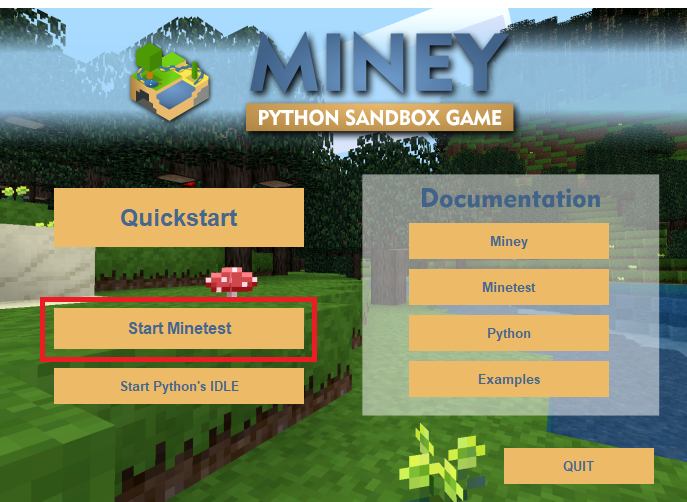 MINEY
PYTHON SANDBOX GAME
Quickstart
Start Minetest
Start Python's IDLE
Documentation
Miney
Minetest
Python
Examples
QUIT